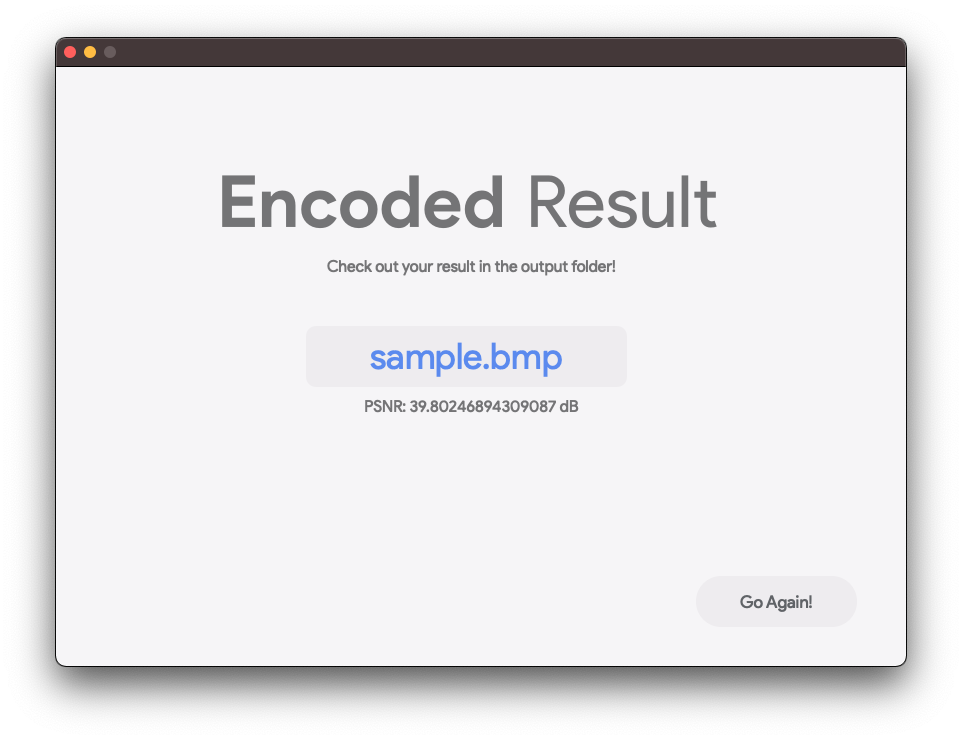 Encoded Result
Check out your result in the output folder!
sample.bmp
PSNR: 39.80246894309087 dB
Go Again!